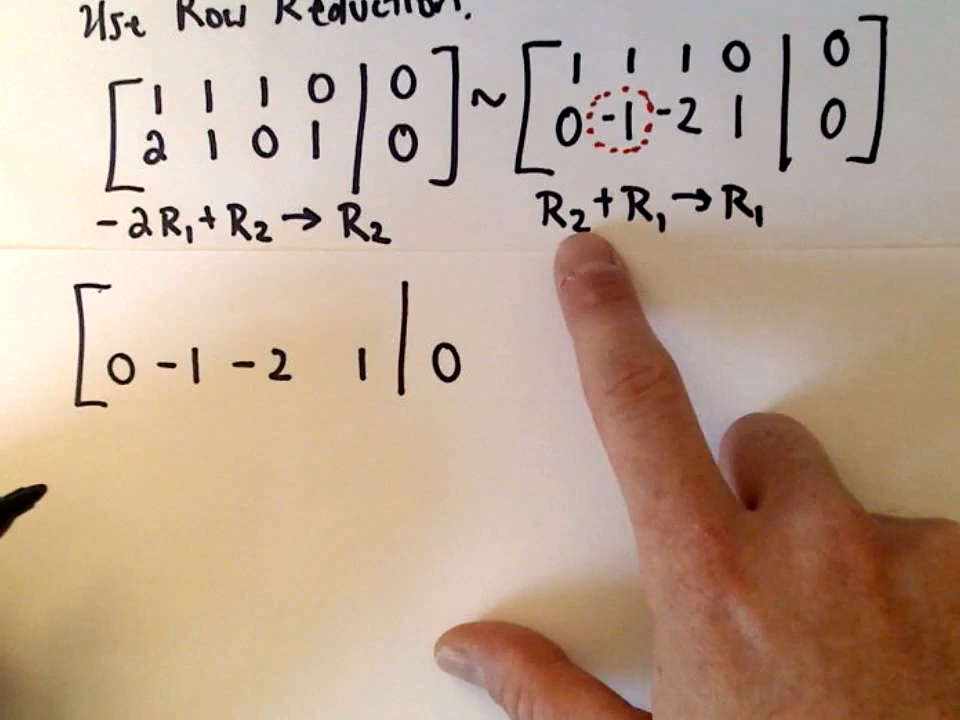 Use Row Reduction.
[ 1 1 1 0 | 0 ] ~ [ 1 1 1 0 | 0 ]
[ 2 1 0 1 | 0 ] [ 0 -1 -2 1 | 0 ]
-2R₁ + R₂ → R₂ R₂ + R₁ → R₁
[ 0 -1 -2 1 | 0